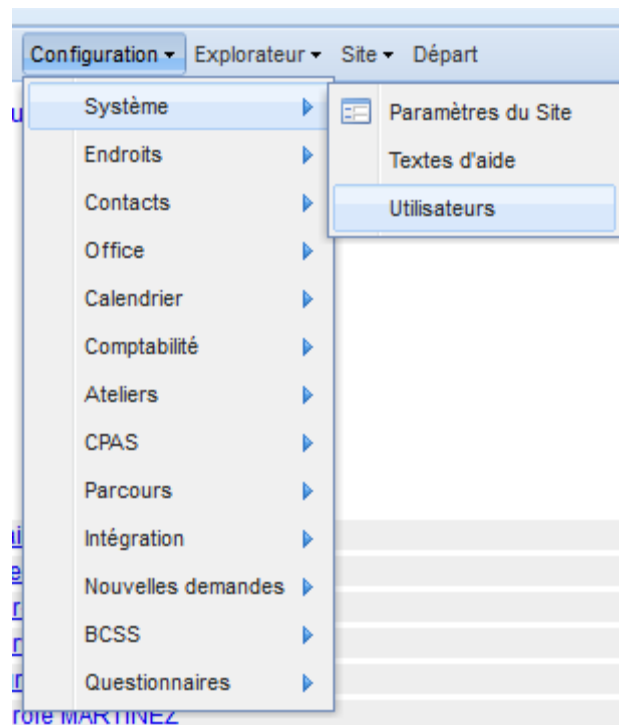 Configuration Explorateur Site Départ
Système
Paramètres du Site
Endroits
Textes d'aide
Contacts
Utilisateurs
Office
Calendrier
Comptabilité
Ateliers
CPAS
Parcours
Intégration
Nouvelles demandes
BCSS
Questionnaires
MARTINEZ